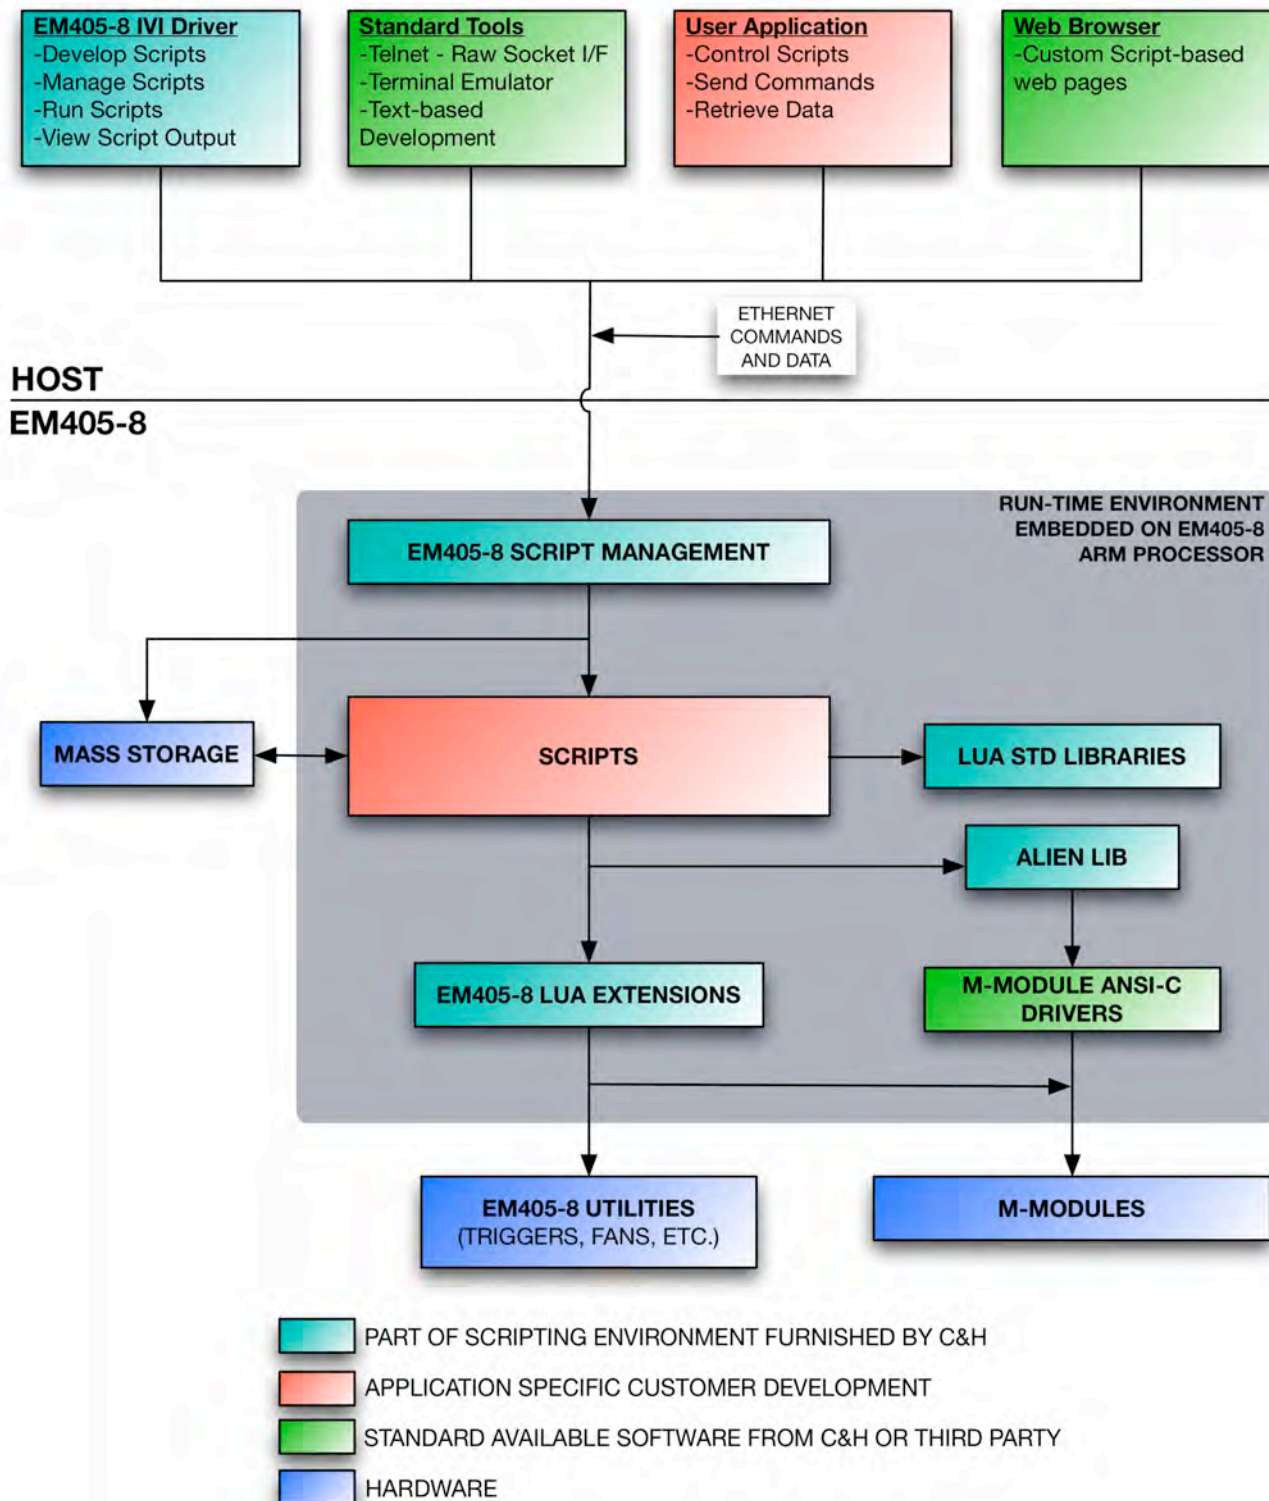 EM405-8 IVI Driver
-Develop Scripts
-Manage Scripts
-Run Scripts
-View Script Output
Standard Tools
-Telnet - Raw Socket I/F
-Terminal Emulator
-Text-based
Development
User Application
-Control Scripts
-Send Commands
-Retrieve Data
Web Browser
-Custom Script-based
web pages
ETHERNET
COMMANDS
AND DATA
HOST
EM405-8
RUN-TIME ENVIRONMENT
EMBEDDED ON EM405-8
ARM PROCESSOR
EM405-8 SCRIPT MANAGEMENT
MASS STORAGE
SCRIPTS
LUA STD LIBRARIES
ALIEN LIB
EM405-8 LUA EXTENSIONS
M-MODULE ANSI-C
DRIVERS
EM405-8 UTILITIES
(TRIGGERS, FANS, ETC.)
M-MODULES
PART OF SCRIPTING ENVIRONMENT FURNISHED BY C&H
APPLICATION SPECIFIC CUSTOMER DEVELOPMENT
STANDARD AVAILABLE SOFTWARE FROM C&H OR THIRD PARTY
HARDWARE